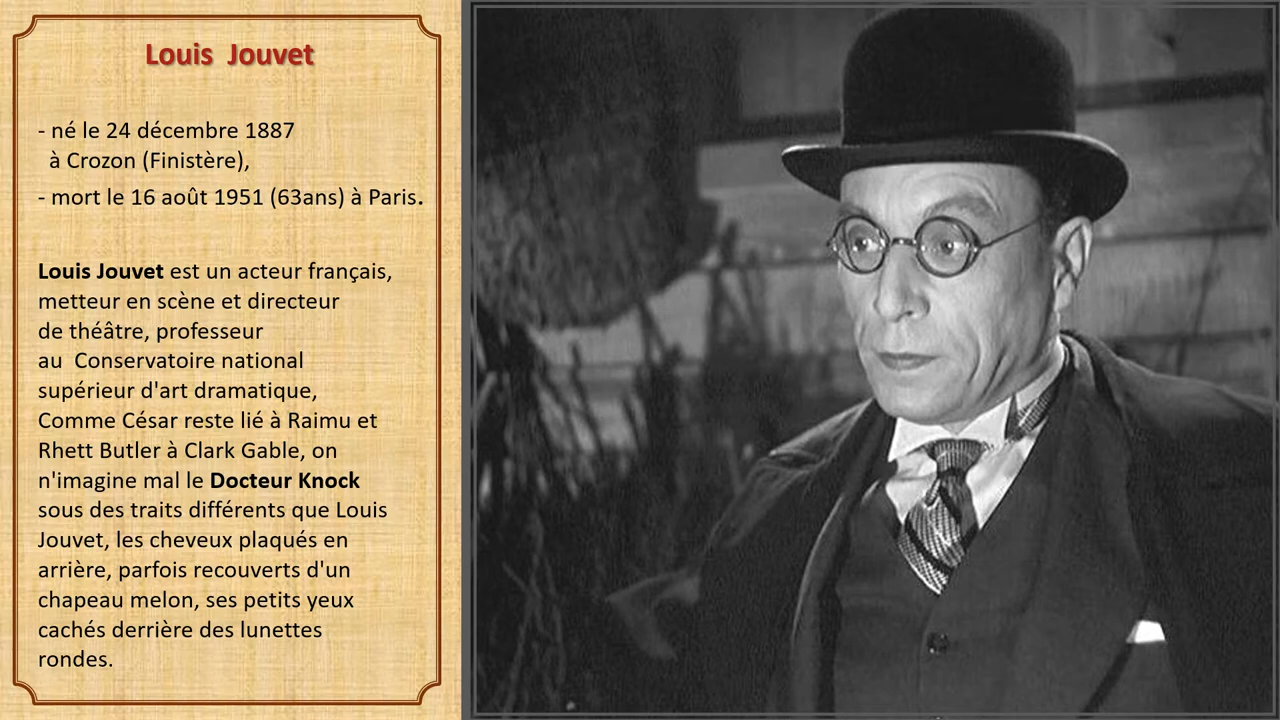 Louis Jouvet
- né le 24 décembre 1887
à Crozon (Finistère),
- mort le 16 août 1951 (63ans) à Paris.
Louis Jouvet est un acteur français,
metteur en scène et directeur
de théâtre, professeur
au Conservatoire national
supérieur d'art dramatique,
Comme César reste lié à Raimu et
Rhett Butler à Clark Gable, on
n'imagine mal le Docteur Knock
sous des traits différents que Louis
Jouvet, les cheveux plaqués en
arrière, parfois recouverts d'un
chapeau melon, ses petits yeux
cachés derrière des lunettes
rondes.